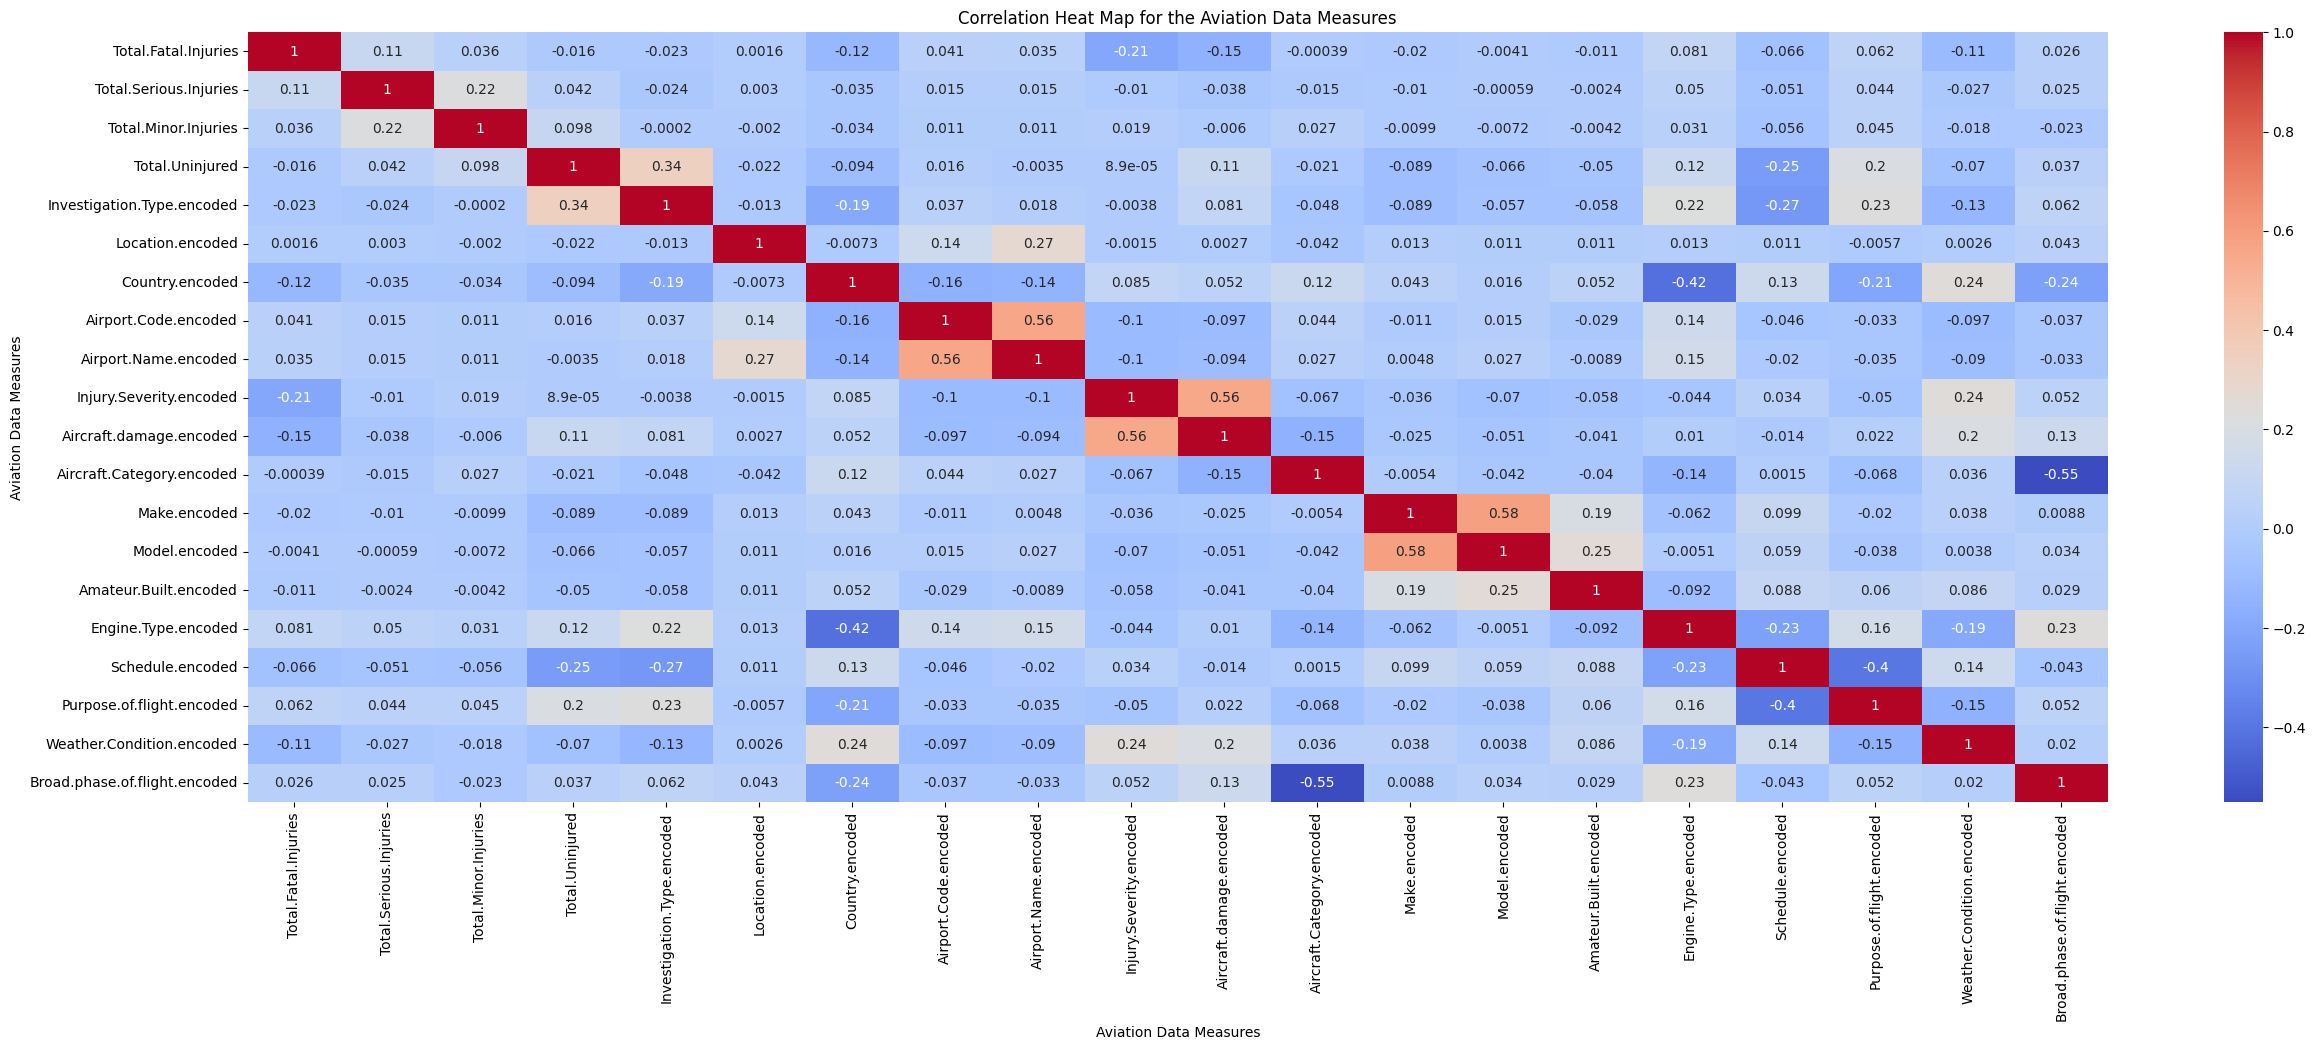 Correlation Heat Map for the Aviation Data Measures
Total.Fatal.Injuries 1 0.11 0.036 -0.016 -0.023 0.0016 -0.12 0.041 0.035 -0.21 -0.15 -0.00039 -0.02 -0.0041 -0.011 0.081 -0.066 0.062 -0.11 0.026
Total.Serious.Injuries 0.11 1 0.22 0.042 -0.024 0.003 -0.035 0.015 0.015 -0.01 -0.038 -0.015 -0.01 -0.00059 -0.0024 0.05 -0.051 0.044 -0.027 0.025
Total.Minor.Injuries 0.036 0.22 1 0.098 -0.0002 -0.002 -0.034 0.011 0.011 0.019 -0.006 0.027 -0.0099 -0.0072 -0.0042 0.031 -0.056 0.045 -0.018 -0.023
Total.Uninjured -0.016 0.042 0.098 1 0.34 -0.022 -0.094 0.016 -0.0035 8.9e-05 0.11 -0.021 -0.089 -0.066 -0.05 0.12 -0.25 0.2 -0.07 0.037
Investigation.Type.encoded -0.023 -0.024 -0.0002 0.34 1 -0.013 -0.19 0.037 0.018 -0.0038 0.081 -0.048 -0.089 -0.057 -0.058 0.22 -0.27 0.23 -0.13 0.062
Location.encoded 0.0016 0.003 -0.002 -0.022 -0.013 1 -0.0073 0.14 0.27 -0.0015 0.0027 -0.042 0.013 0.011 0.011 0.013 0.011 -0.0057 0.0026 0.043
Country.encoded -0.12 -0.035 -0.034 -0.094 -0.19 -0.0073 1 -0.16 -0.14 0.085 0.052 0.12 0.043 0.016 0.052 -0.42 0.13 -0.21 0.24 -0.24
Airport.Code.encoded 0.041 0.015 0.011 0.016 0.037 0.14 -0.16 1 0.56 -0.1 -0.097 0.044 -0.011 0.015 -0.029 0.14 -0.046 -0.033 -0.097 -0.037
Airport.Name.encoded 0.035 0.015 0.011 -0.0035 0.018 0.27 -0.14 0.56 1 -0.1 -0.094 0.027 0.0048 0.027 -0.0089 0.15 -0.02 -0.035 -0.09 -0.033
Injury.Severity.encoded -0.21 -0.01 0.019 8.9e-05 -0.0038 -0.0015 0.085 -0.1 -0.1 1 0.56 -0.067 -0.036 -0.07 -0.058 -0.044 0.034 -0.05 0.24 0.052
Aircraft.damage.encoded -0.15 -0.038 -0.006 0.11 0.081 0.0027 0.052 -0.097 -0.094 0.56 1 -0.15 -0.025 -0.051 -0.041 0.01 -0.014 0.022 0.2 0.13
Aircraft.Category.encoded -0.00039 -0.015 0.027 -0.021 -0.048 -0.042 0.12 0.044 0.027 -0.067 -0.15 1 -0.0054 -0.042 -0.04 -0.14 0.0015 -0.068 0.036 -0.55
Make.encoded -0.02 -0.01 -0.0099 -0.089 -0.089 0.013 0.043 -0.011 0.0048 -0.036 -0.025 -0.0054 1 0.58 0.19 -0.062 0.099 -0.02 0.038 0.0088
Model.encoded -0.0041 -0.00059 -0.0072 -0.066 -0.057 0.011 0.016 0.015 0.027 -0.07 -0.051 -0.042 0.58 1 0.25 -0.0051 0.059 -0.038 0.0038 0.034
Amateur.Built.encoded -0.011 -0.0024 -0.0042 -0.05 -0.058 0.011 0.052 -0.029 -0.0089 -0.058 -0.041 -0.04 0.19 0.25 1 -0.092 0.088 0.06 0.086 0.029
Engine.Type.encoded 0.081 0.05 0.031 0.12 0.22 0.013 -0.42 0.14 0.15 -0.044 0.01 -0.14 -0.062 -0.0051 -0.092 1 -0.23 0.16 -0.19 0.23
Schedule.encoded -0.066 -0.051 -0.056 -0.25 -0.27 0.011 0.13 -0.046 -0.02 0.034 -0.014 0.0015 0.099 0.059 0.088 -0.23 1 -0.4 0.14 -0.043
Purpose.of.flight.encoded 0.062 0.044 0.045 0.2 0.23 -0.0057 -0.21 -0.033 -0.035 -0.05 0.022 -0.068 -0.02 -0.038 0.06 0.16 -0.4 1 -0.15 0.052
Weather.Condition.encoded -0.11 -0.027 -0.018 -0.07 -0.13 0.0026 0.24 -0.097 -0.09 0.24 0.2 0.036 0.038 0.0038 0.086 -0.19 0.14 -0.15 1 0.02
Broad.phase.of.flight.encoded 0.026 0.025 -0.023 0.037 0.062 0.043 -0.24 -0.037 -0.033 0.052 0.13 -0.55 0.0088 0.034 0.029 0.23 -0.043 0.052 0.02 1
Aviation Data Measures
Total.Fatal.Injuries
Total.Serious.Injuries
Total.Minor.Injuries
Total.Uninjured
Investigation.Type.encoded
Location.encoded
Country.encoded
Airport.Code.encoded
Airport.Name.encoded
Injury.Severity.encoded
Aircraft.damage.encoded
Aircraft.Category.encoded
Make.encoded
Model.encoded
Amateur.Built.encoded
Engine.Type.encoded
Schedule.encoded
Purpose.of.flight.encoded
Weather.Condition.encoded
Broad.phase.of.flight.encoded
Aviation Data Measures
1.0
0.8
0.6
0.4
0.2
0.0
−0.2
−0.4